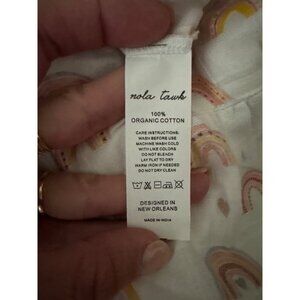 nola tawk
100%
ORGANIC COTTON
CARE INSTRUCTIONS:
WASH BEFORE USE
MACHINE WASH COLD
WITH LIKE COLORS
DO NOT BLEACH
LAY FLAT TO DRY
WARM IRON IF NEEDED
DO NOT DRY CLEAN
DESIGNED IN
NEW ORLEANS
MADE IN INDIA